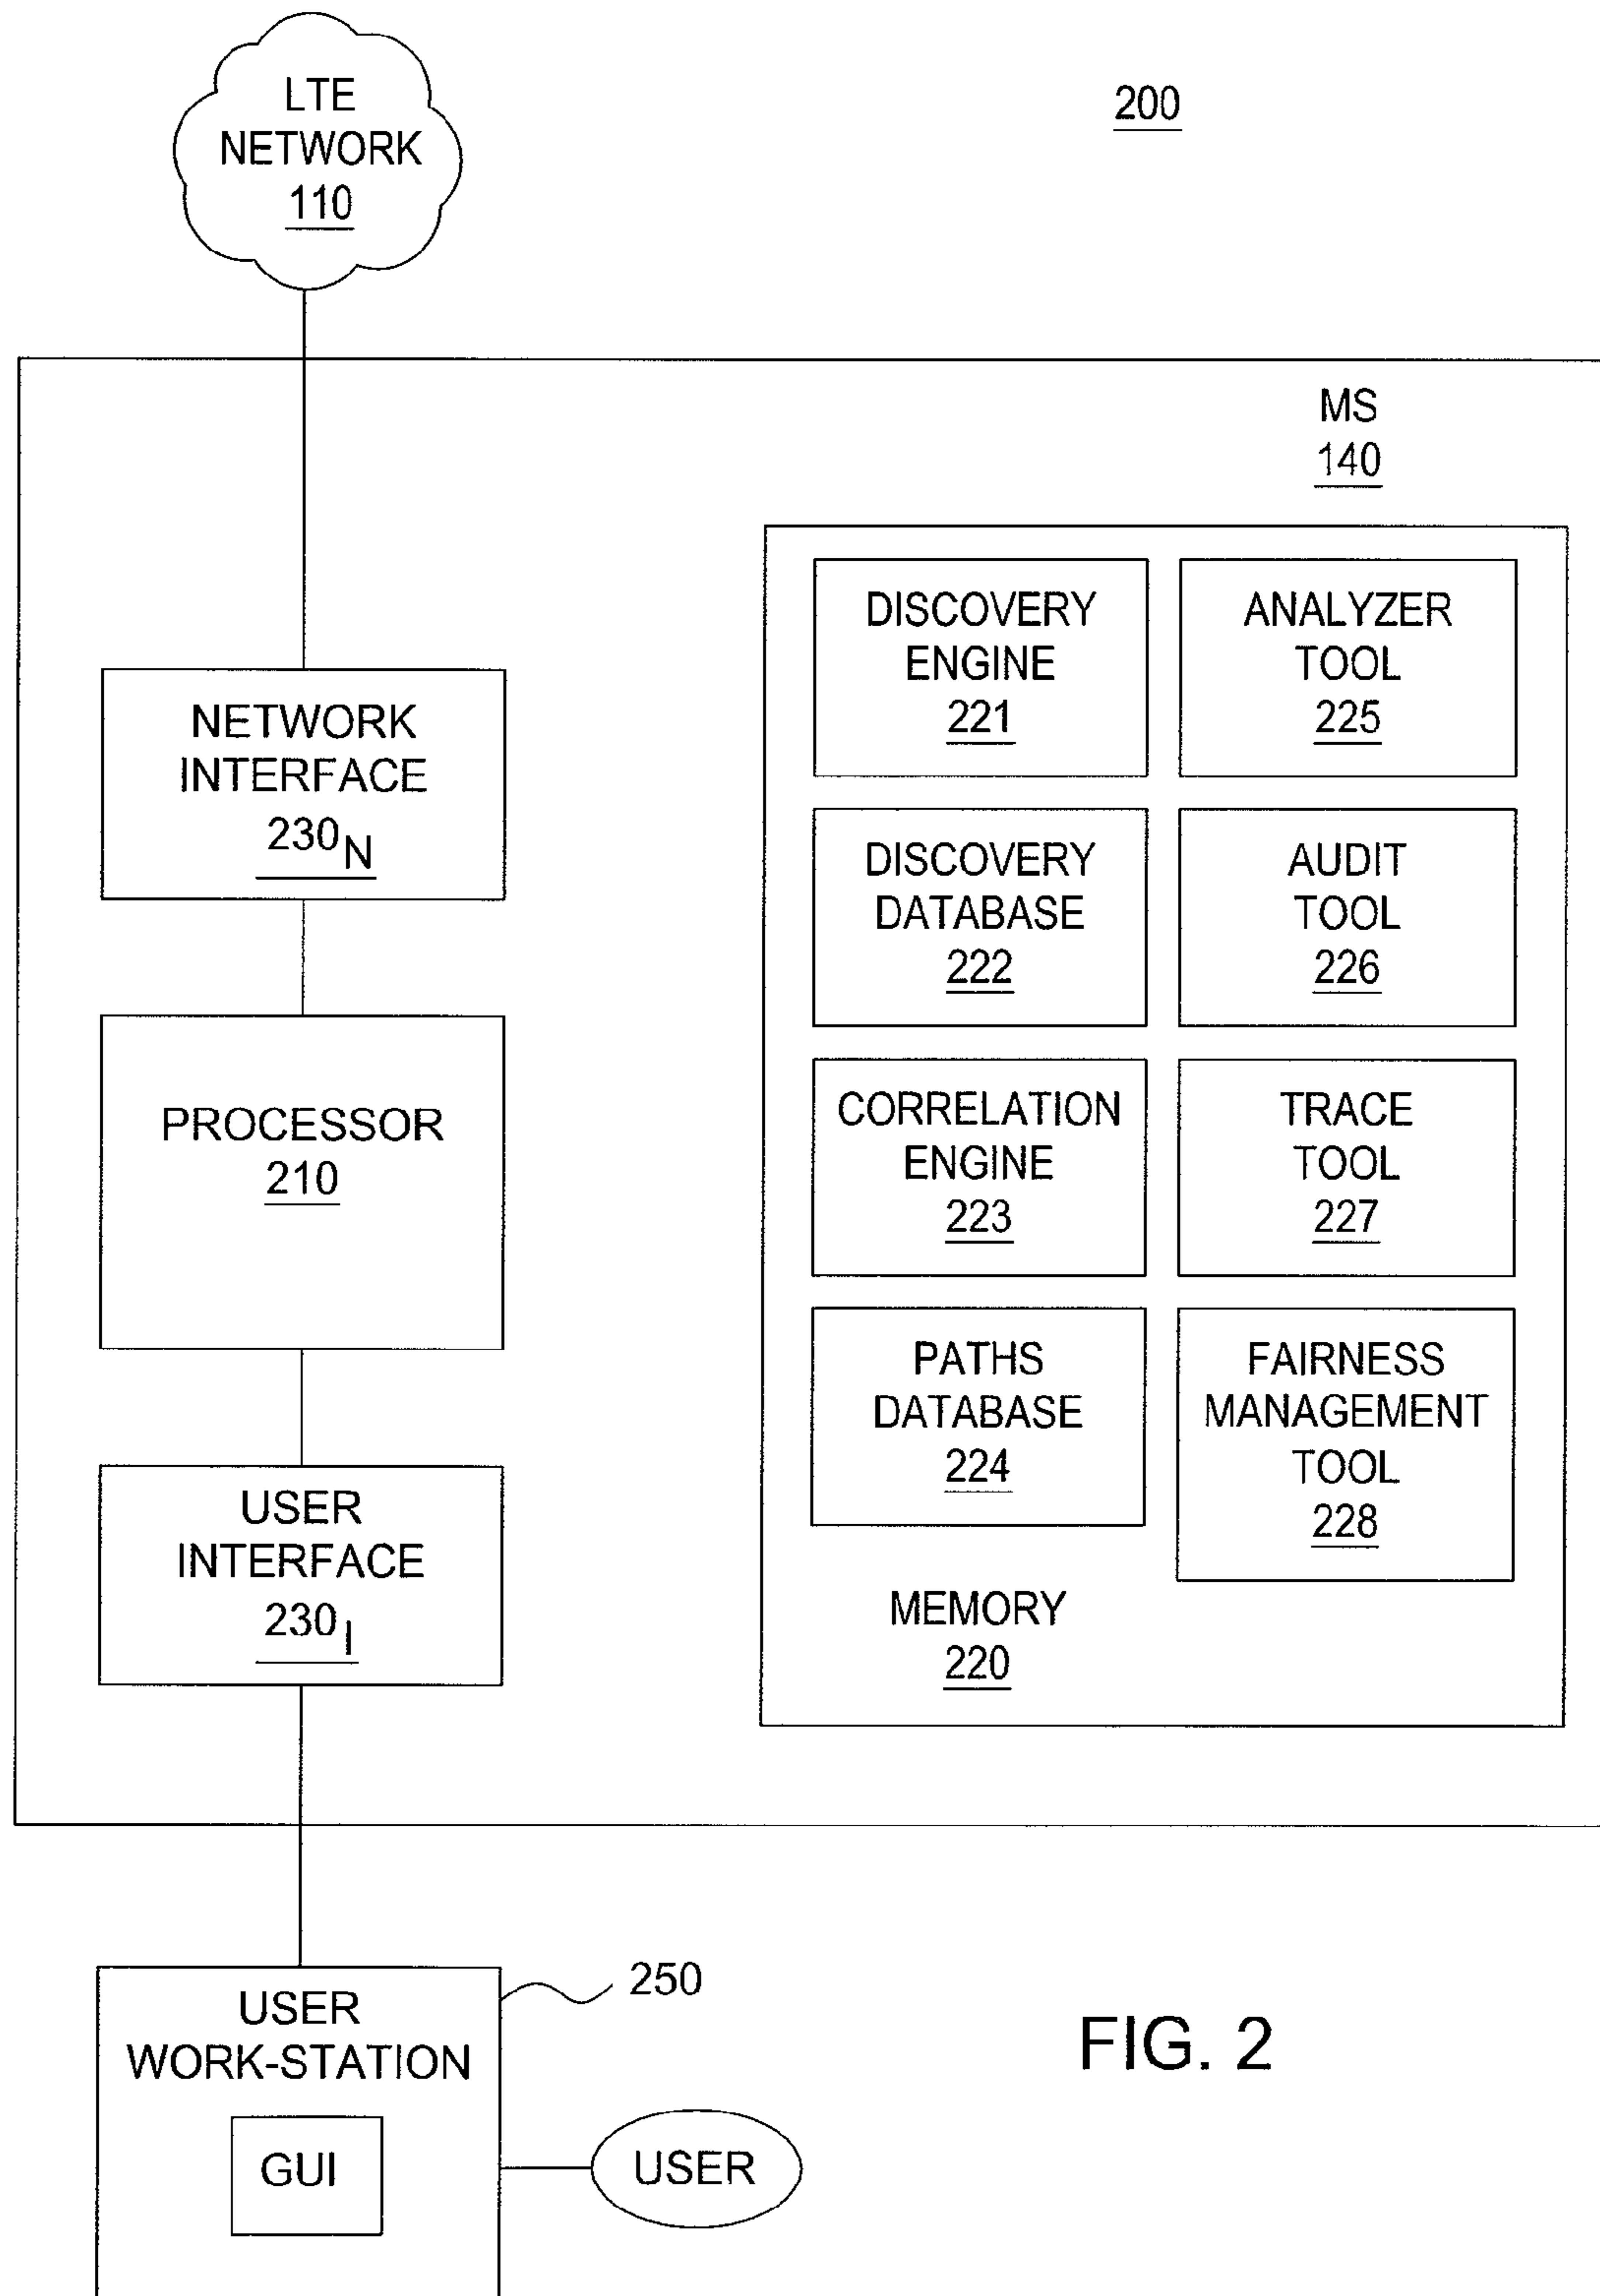 LTE
NETWORK
110
200
MS
140
NETWORK
INTERFACE
230N
PROCESSOR
210
USER
INTERFACE
230I
DISCOVERY
ENGINE
221
ANALYZER
TOOL
225
DISCOVERY
DATABASE
222
AUDIT
TOOL
226
CORRELATION
ENGINE
223
TRACE
TOOL
227
PATHS
DATABASE
224
FAIRNESS
MANAGEMENT
TOOL
228
MEMORY
220
USER
WORK-STATION
GUI
250
USER
FIG. 2